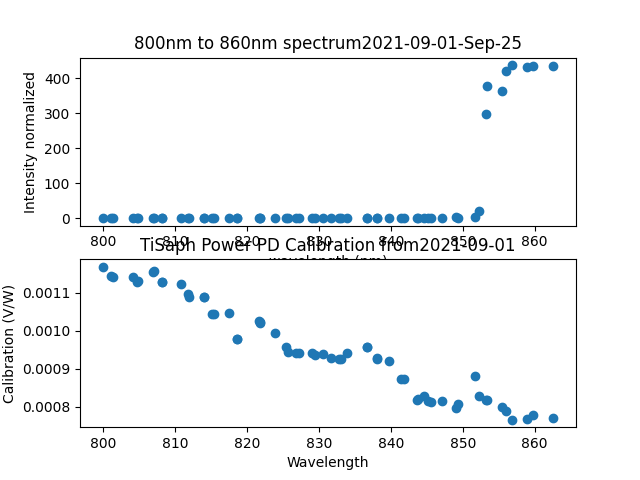 800nm to 860nm spectrum2021-09-01-Sep-25
Intensity normalized
400
300
200
100
0
800 810 820 830 840 850 860
wavelength (nm)
TiSaph Power PD Calibration from2021-09-01
Calibration (V/W)
0.0011
0.0010
0.0009
0.0008
800 810 820 830 840 850 860
Wavelength